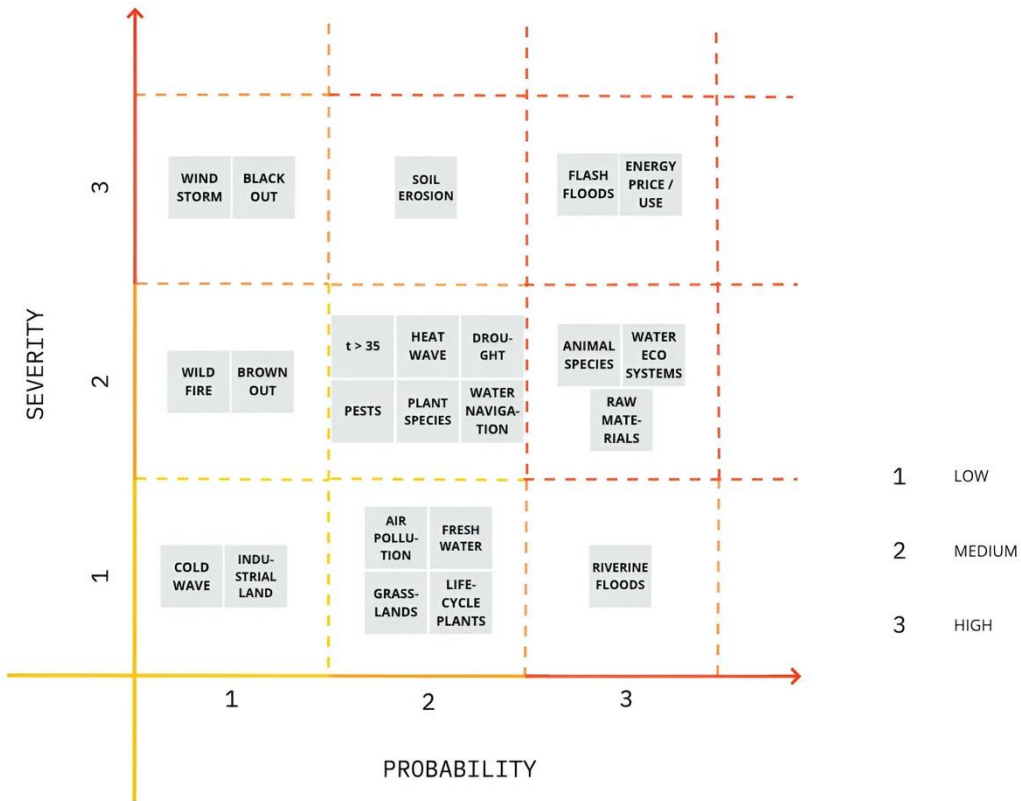 SEVERITY
3
WIND
STORM
BLACK
OUT
SOIL
EROSION
FLASH
FLOODS
ENERGY
PRICE /
USE
2
WILD
FIRE
BROWN
OUT
t > 35
HEAT
WAVE
DROU-
GHT
PESTS
PLANT
SPECIES
WATER
NAVIGA-
TION
ANIMAL
SPECIES
WATER
ECO
SYSTEMS
RAW
MATE-
RIALS
1
COLD
WAVE
INDU-
STRIAL
LAND
AIR
POLLU-
TION
FRESH
WATER
GRASS-
LANDS
LIFE-
CYCLE
PLANTS
RIVERINE
FLOODS
1
2
3
PROBABILITY
1 LOW
2 MEDIUM
3 HIGH